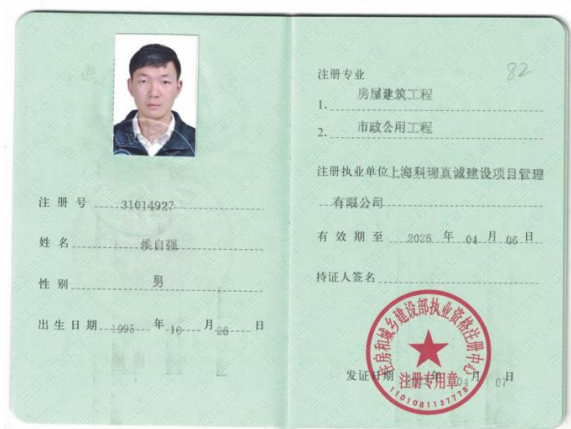 注册号 31014927
姓名 侯自强
性别 男
出生日期 1995 年 10 月 26 日
82
注册专业
1. 房屋建筑工程
2. 市政公用工程
注册执业单位上海科瑞真诚建设项目管理
有限公司
有效期至 2025 年 04 月 06 日
持证人签名
住房和城乡建设部执业资格注册中心
注册专用章
发证日期 年 04 月 07 日